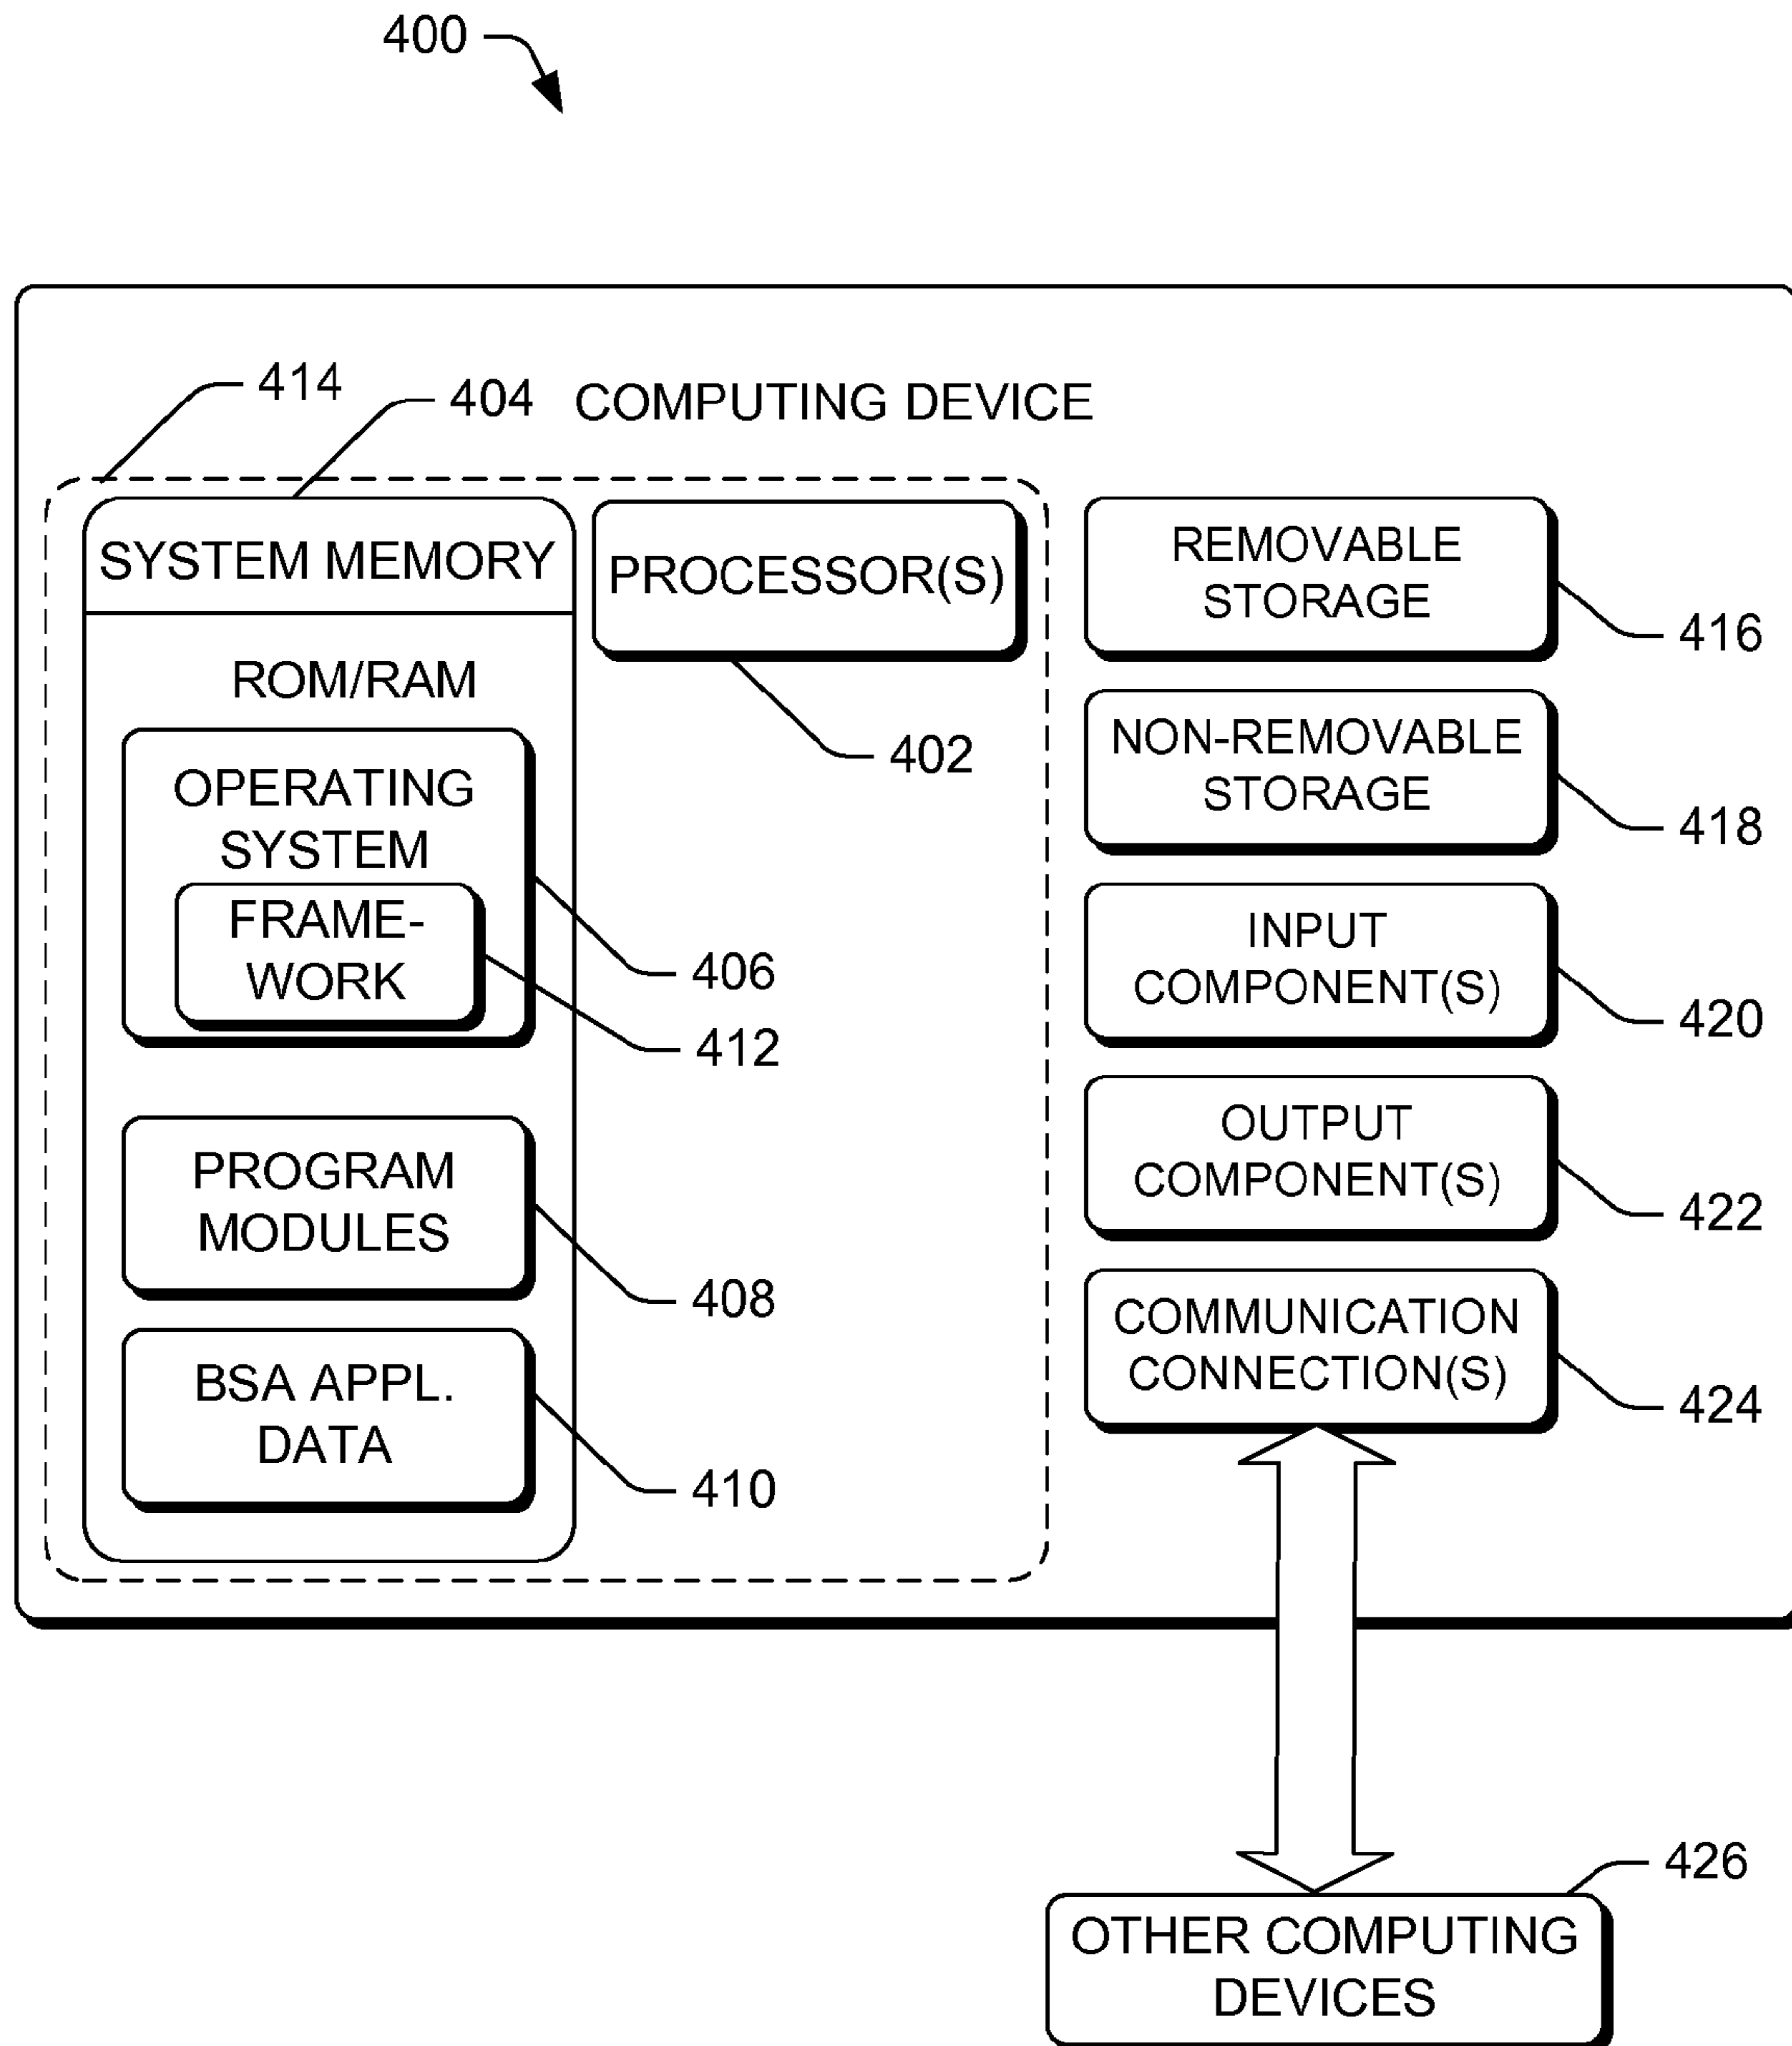 400
414
404
COMPUTING DEVICE
SYSTEM MEMORY
ROM/RAM
OPERATING
SYSTEM
FRAME-
WORK
406
412
PROGRAM
MODULES
408
BSA APPL.
DATA
410
PROCESSOR(S)
402
REMOVABLE
STORAGE
416
NON-REMOVABLE
STORAGE
418
INPUT
COMPONENT(S)
420
OUTPUT
COMPONENT(S)
422
COMMUNICATION
CONNECTION(S)
424
426
OTHER COMPUTING
DEVICES